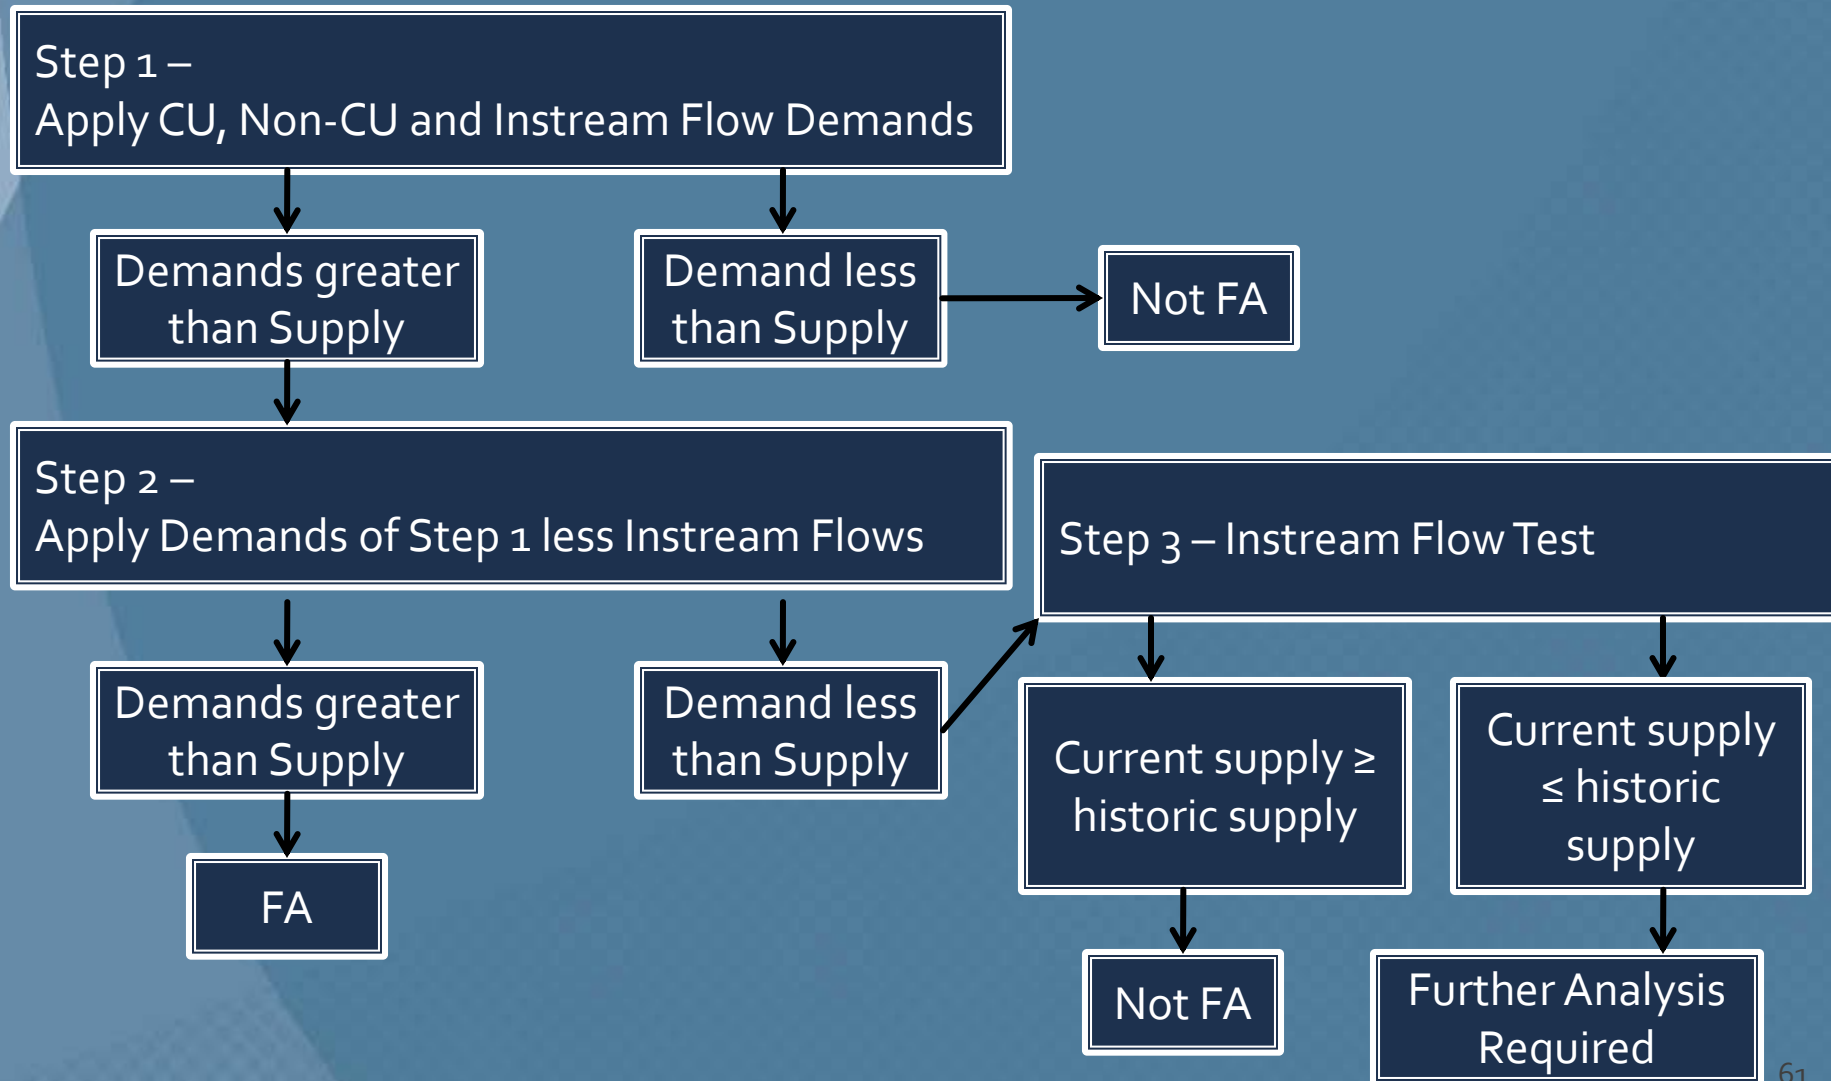 Step 1 –
Apply CU, Non-CU and Instream Flow Demands
Demands greater
than Supply
Demand less
than Supply
Not FA
Step 2 –
Apply Demands of Step 1 less Instream Flows
Step 3 – Instream Flow Test
Demands greater
than Supply
Demand less
than Supply
Current supply ≥
historic supply
Current supply
≤ historic
supply
FA
Not FA
Further Analysis
Required
61